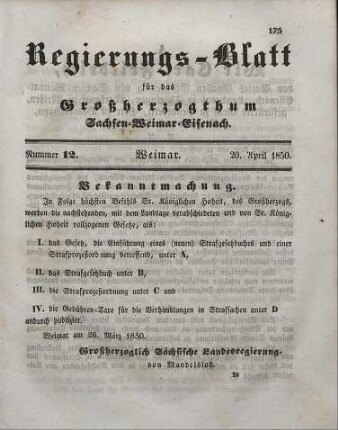 175
Regierungs-Blatt
für das
Großherzogthum
Sachsen-Weimar-Eisenach.
Nummer 12. Weimar. 20. April 1850.
Bekanntmachung.
In Folge höchsten Befehls Sr. Königlichen Hoheit, des Großherzogs,
werden die nachstehenden, mit dem Landtage verabschiedeten und von Sr. König-
lichen Hoheit vollzogenen Gesetze, als:
I. das Gesetz, die Einführung eines (neuen) Strafgesetzbuches und einer
Strafprozeßordnung betreffend, unter A,
II. das Strafgesetzbuch unter B,
III. die Strafprozeßordnung unter C und
IV. die Gebühren-Taxe für die Verhandlungen in Strafsachen unter D
andurch publizirt.
Weimar am 26. März 1850.
Großherzoglich Sächsische Landesregierung.
von Mandelsloh.
28